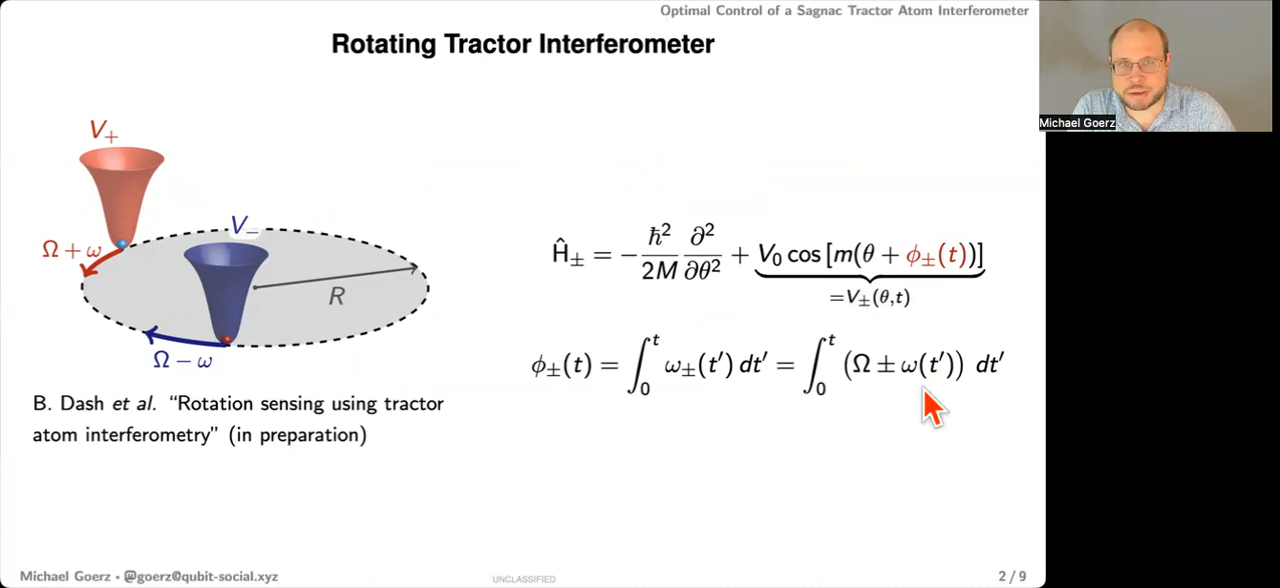 Optimal Control of a Sagnac Tractor Atom Interferometer
Rotating Tractor Interferometer
Michael Goerz
V₊
V₋
Ω + ω
R
Ω − ω
Ĥ± = −ħ²/2M ∂²/∂θ² + V₀ cos [m(θ + ϕ±(t))]
=V±(θ,t)
ϕ±(t) = ∫₀ᵗ ω±(t′) dt′ = ∫₀ᵗ (Ω ± ω(t′)) dt′
B. Dash et al. “Rotation sensing using tractor
atom interferometry” (in preparation)
Michael Goerz • @goerz@qubit-social.xyz
UNCLASSIFIED
2 / 9